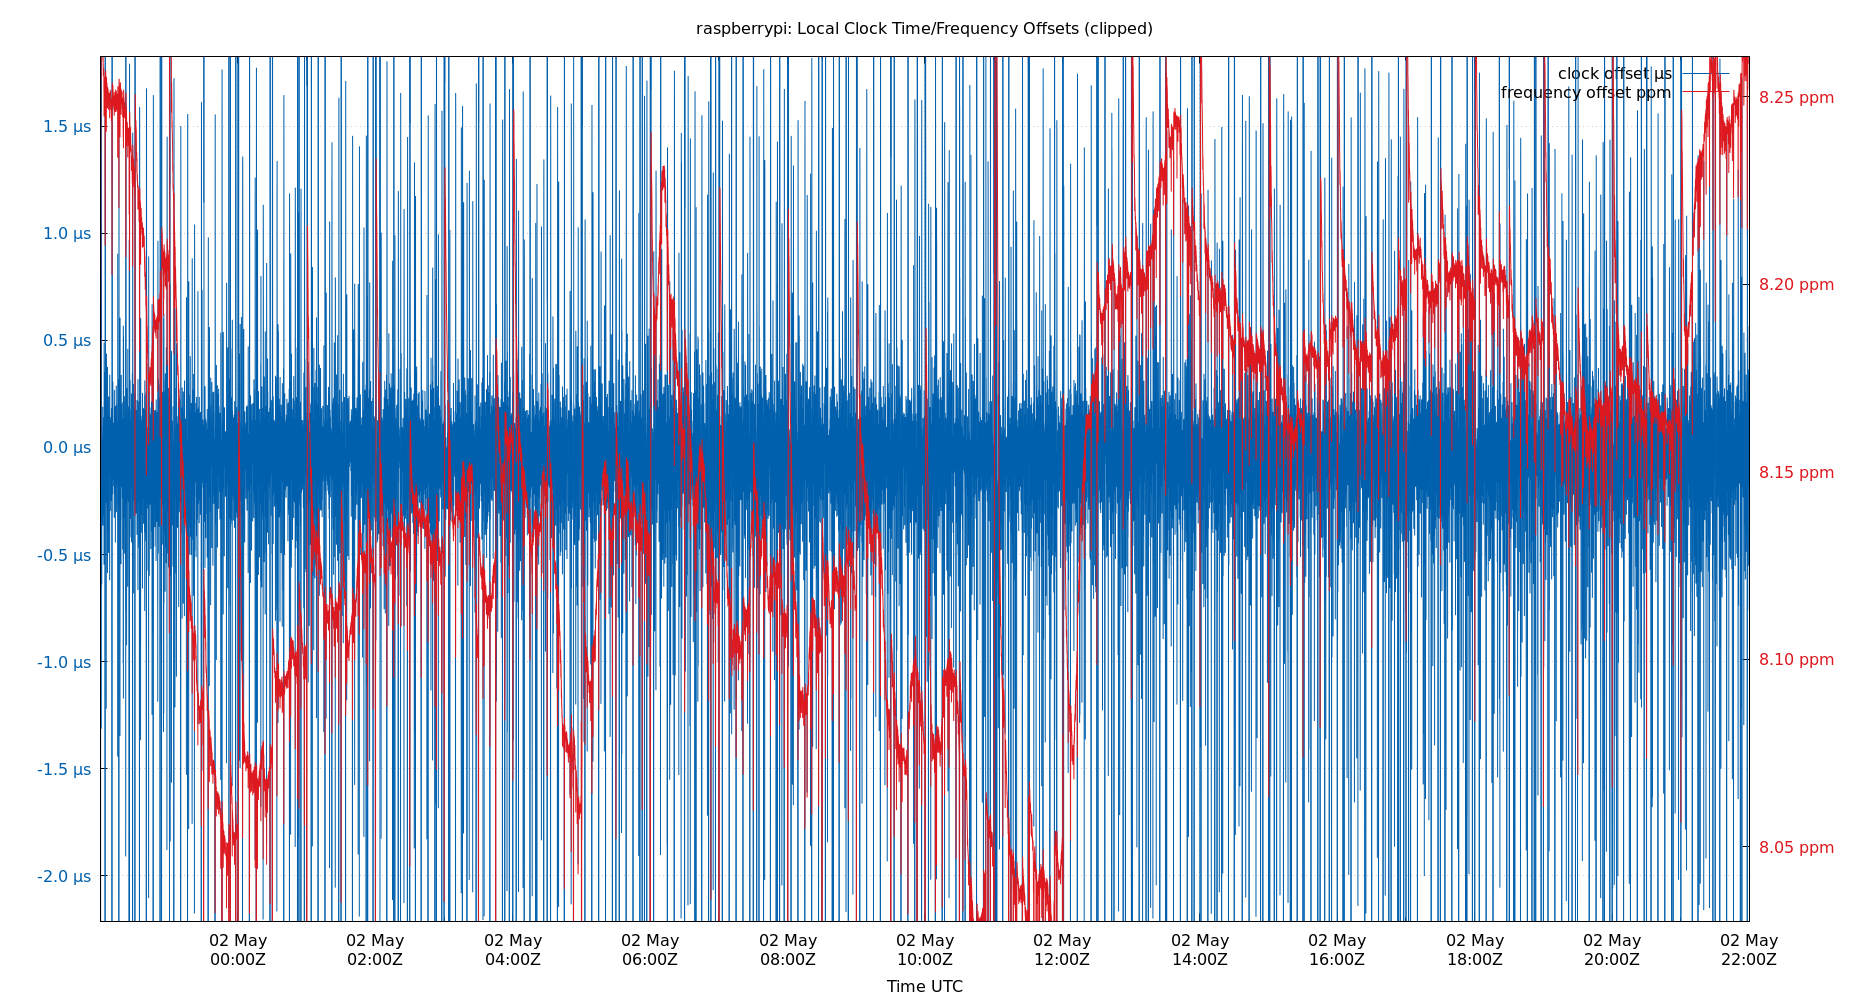 raspberrypi: Local Clock Time/Frequency Offsets (clipped)
clock offset µs
frequency offset ppm
1.5 µs
1.0 µs
0.5 µs
0.0 µs
-0.5 µs
-1.0 µs
-1.5 µs
-2.0 µs
8.25 ppm
8.20 ppm
8.15 ppm
8.10 ppm
8.05 ppm
02 May 02 May 02 May 02 May 02 May 02 May 02 May 02 May 02 May 02 May 02 May 02 May
00:00Z 02:00Z 04:00Z 06:00Z 08:00Z 10:00Z 12:00Z 14:00Z 16:00Z 18:00Z 20:00Z 22:00Z
Time UTC